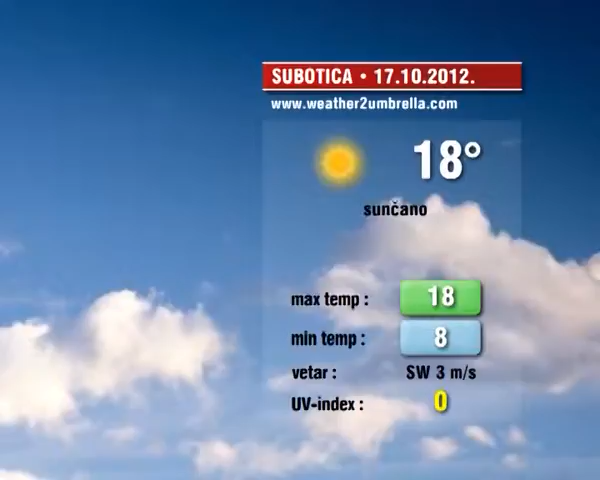 SUBOTICA • 17.10.2012.
www.weather2umbrella.com
18°
sunčano
max temp : 18
min temp : 8
vetar : SW 3 m/s
UV-index : 0